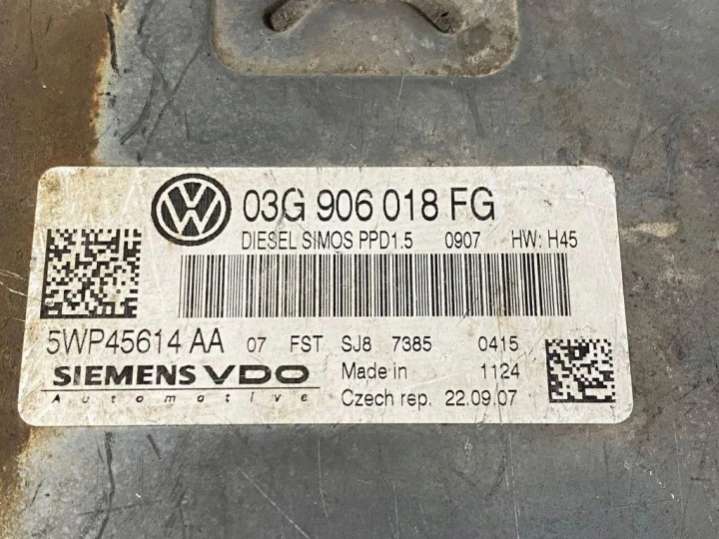 03G 906 018 FG
DIESEL SIMOS PPD1.5 0907 HW: H45
5WP45614 AA 07 FST SJ8 7385 0415
SIEMENS VDO Made in 1124
Automotive Czech rep. 22.09.07